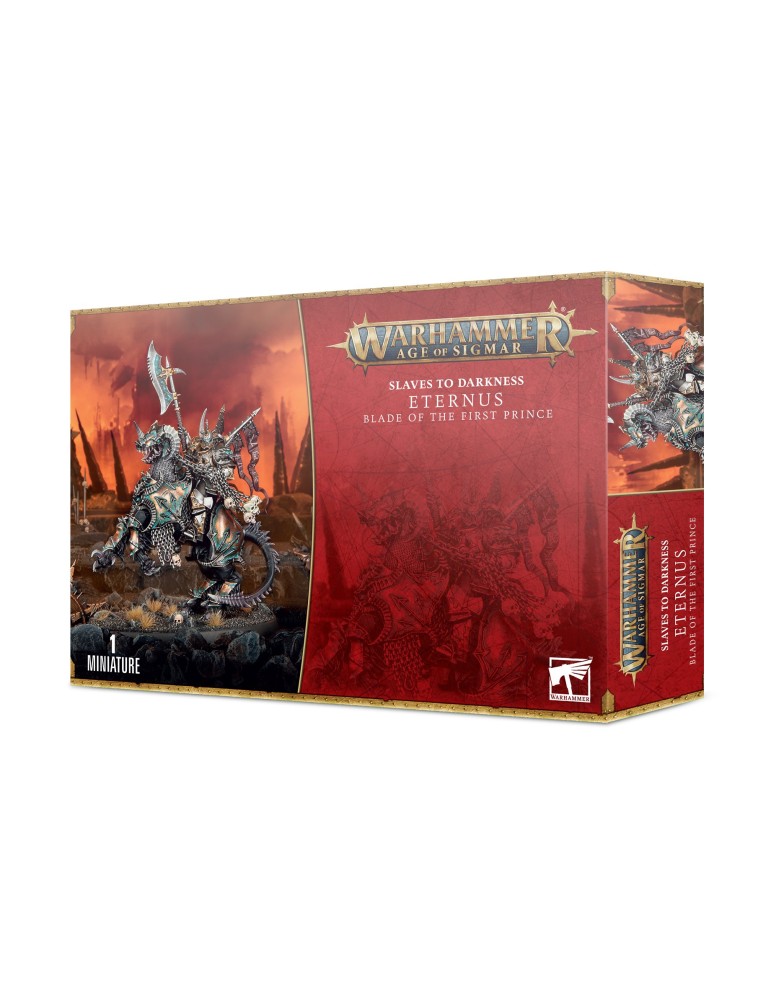 WARHAMMER®
AGE OF SIGMAR
SLAVES TO DARKNESS
ETERNUS
BLADE OF THE FIRST PRINCE
1
MINIATURE
WARHAMMER
™
WARHAMMER
AGE OF SIGMAR
SLAVES TO DARKNESS
ETERNUS
BLADE OF THE FIRST PRINCE